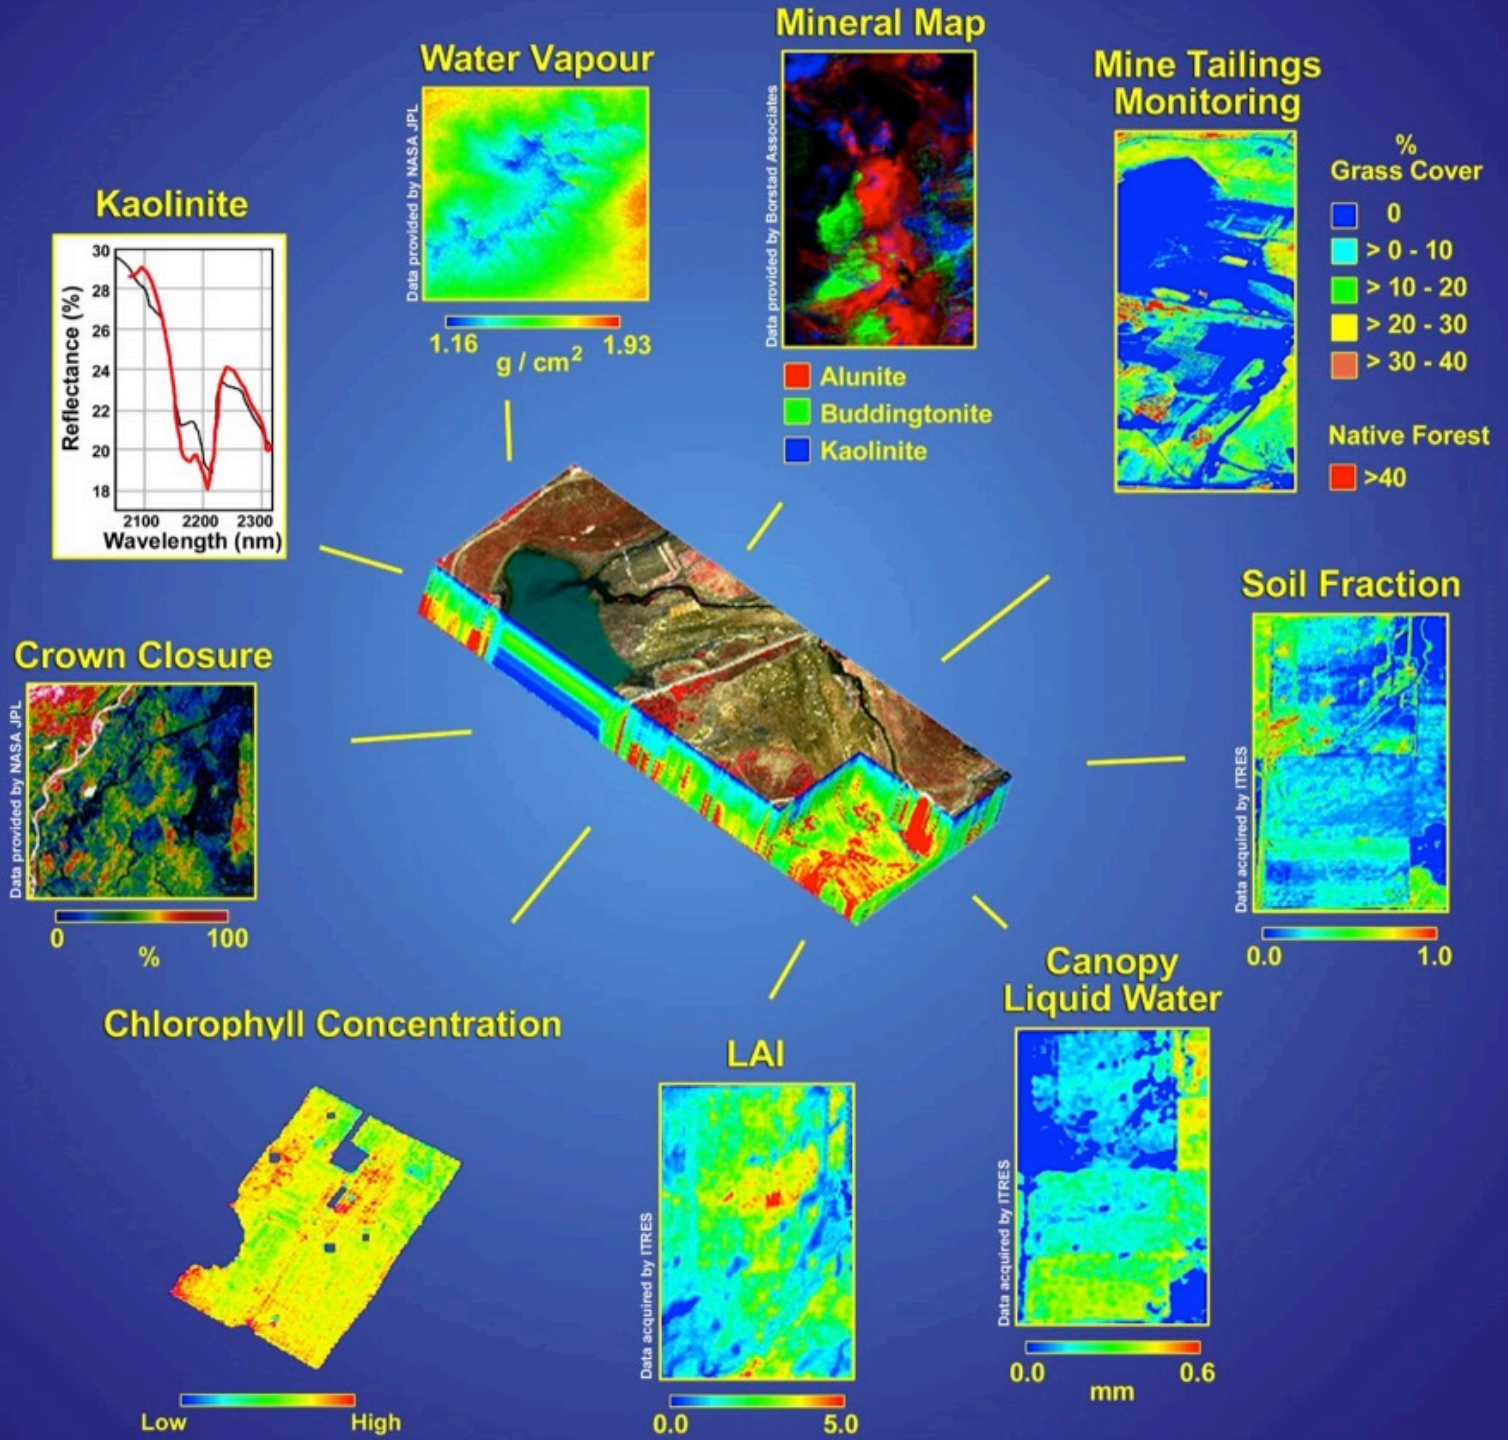 Mineral Map
Data provided by Borstad Associates
Alunite
Buddingtonite
Kaolinite
Water Vapour
Data provided by NASA JPL
1.16
1.93
g / cm2
Mine Tailings
Monitoring
%
Grass Cover
0
> 0 - 10
> 10 - 20
> 20 - 30
> 30 - 40
Native Forest
>40
Kaolinite
Reflectance (%)
30
28
26
24
22
20
18
2100 2200 2300
Wavelength (nm)
Soil Fraction
Data acquired by ITRES
0.0
1.0
Crown Closure
Data provided by NASA JPL
0
100
%
Canopy
Liquid Water
Data acquired by ITRES
0.0
0.6
mm
Chlorophyll Concentration
Low
High
LAI
Data acquired by ITRES
0.0
5.0